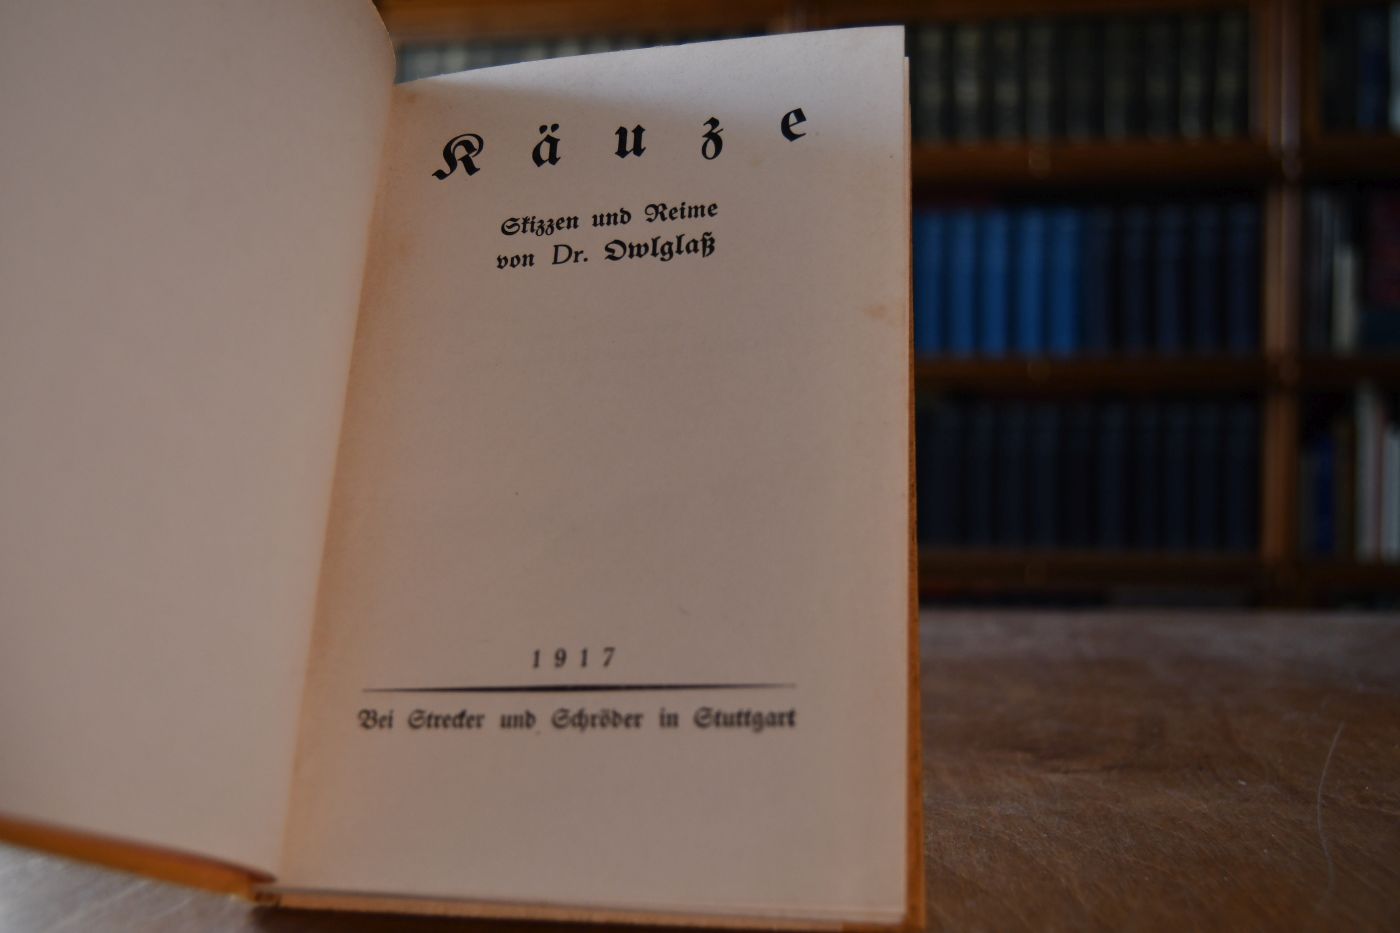 Käuze
Skizzen und Reime
von Dr. Owlglaß
1917
Bei Strecker und Schröder in Stuttgart